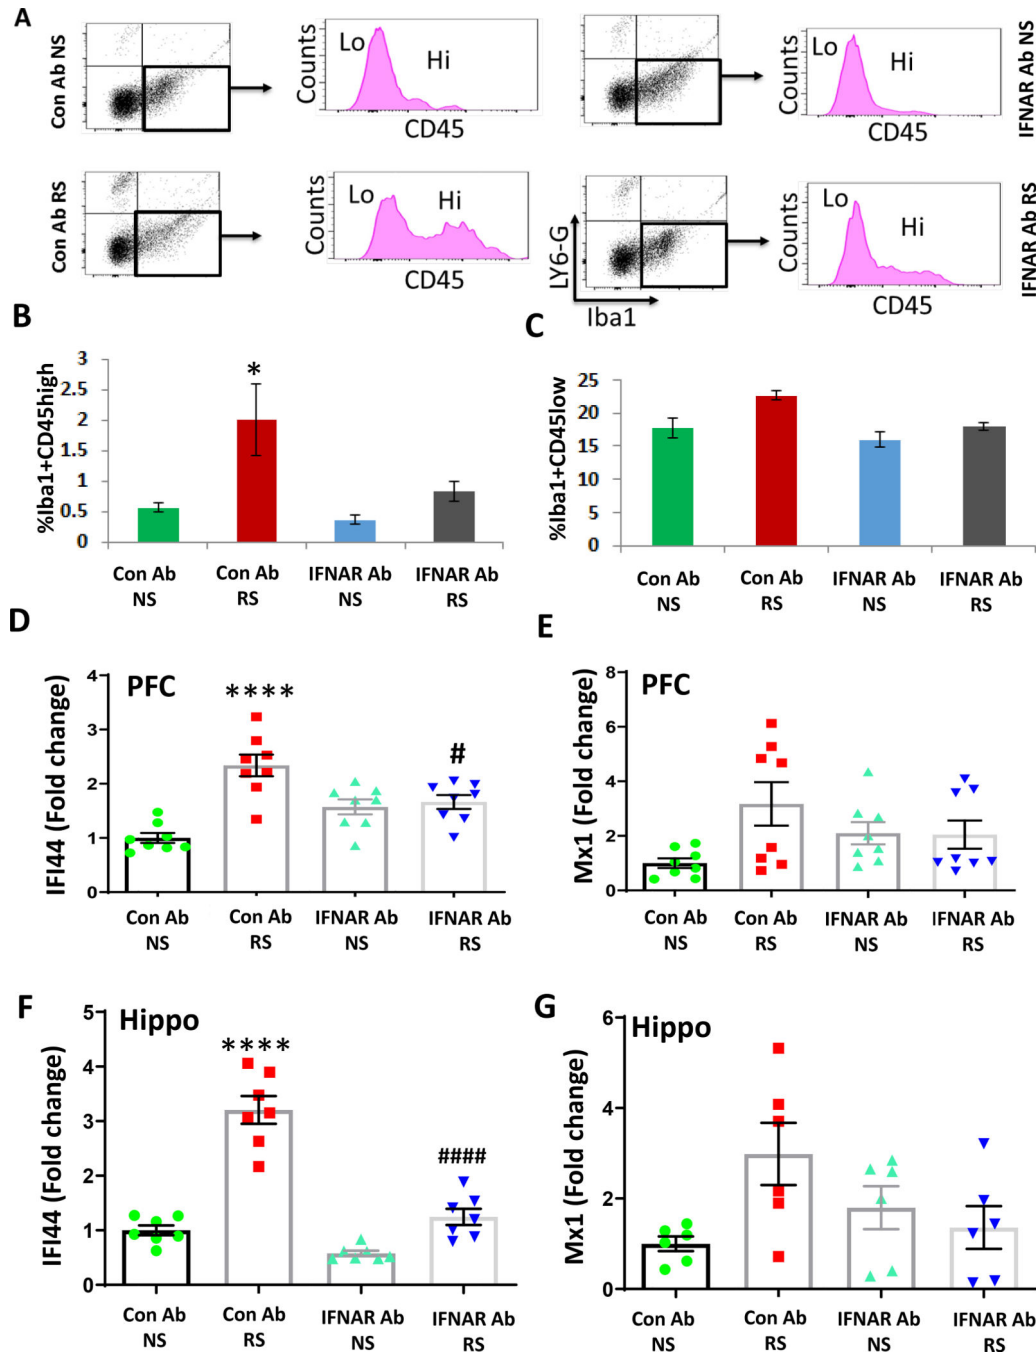 A
Con Ab NS
Lo
Hi
Counts
CD45
Lo
Hi
Counts
CD45
IFNAR Ab NS
Con Ab RS
Lo
Hi
Counts
CD45
LY6-G
Iba1
Lo
Hi
Counts
CD45
IFNAR Ab RS
B
%Iba1+CD45high
3
2.5
2
1.5
1
0.5
0
*
Con Ab
NS
Con Ab
RS
IFNAR Ab
NS
IFNAR Ab
RS
C
%Iba1+CD45low
25
20
15
10
5
0
Con Ab
NS
Con Ab
RS
IFNAR Ab
NS
IFNAR Ab
RS
D
PFC
IFI44 (Fold change)
4
3
2
1
0
****
#
Con Ab
NS
Con Ab
RS
IFNAR Ab
NS
IFNAR Ab
RS
E
PFC
Mx1 (Fold change)
8
6
4
2
0
Con Ab
NS
Con Ab
RS
IFNAR Ab
NS
IFNAR Ab
RS
F
Hippo
IFI44 (Fold change)
5
4
3
2
1
0
****
####
Con Ab
NS
Con Ab
RS
IFNAR Ab
NS
IFNAR Ab
RS
G
Hippo
Mx1 (Fold change)
6
4
2
0
Con Ab
NS
Con Ab
RS
IFNAR Ab
NS
IFNAR Ab
RS